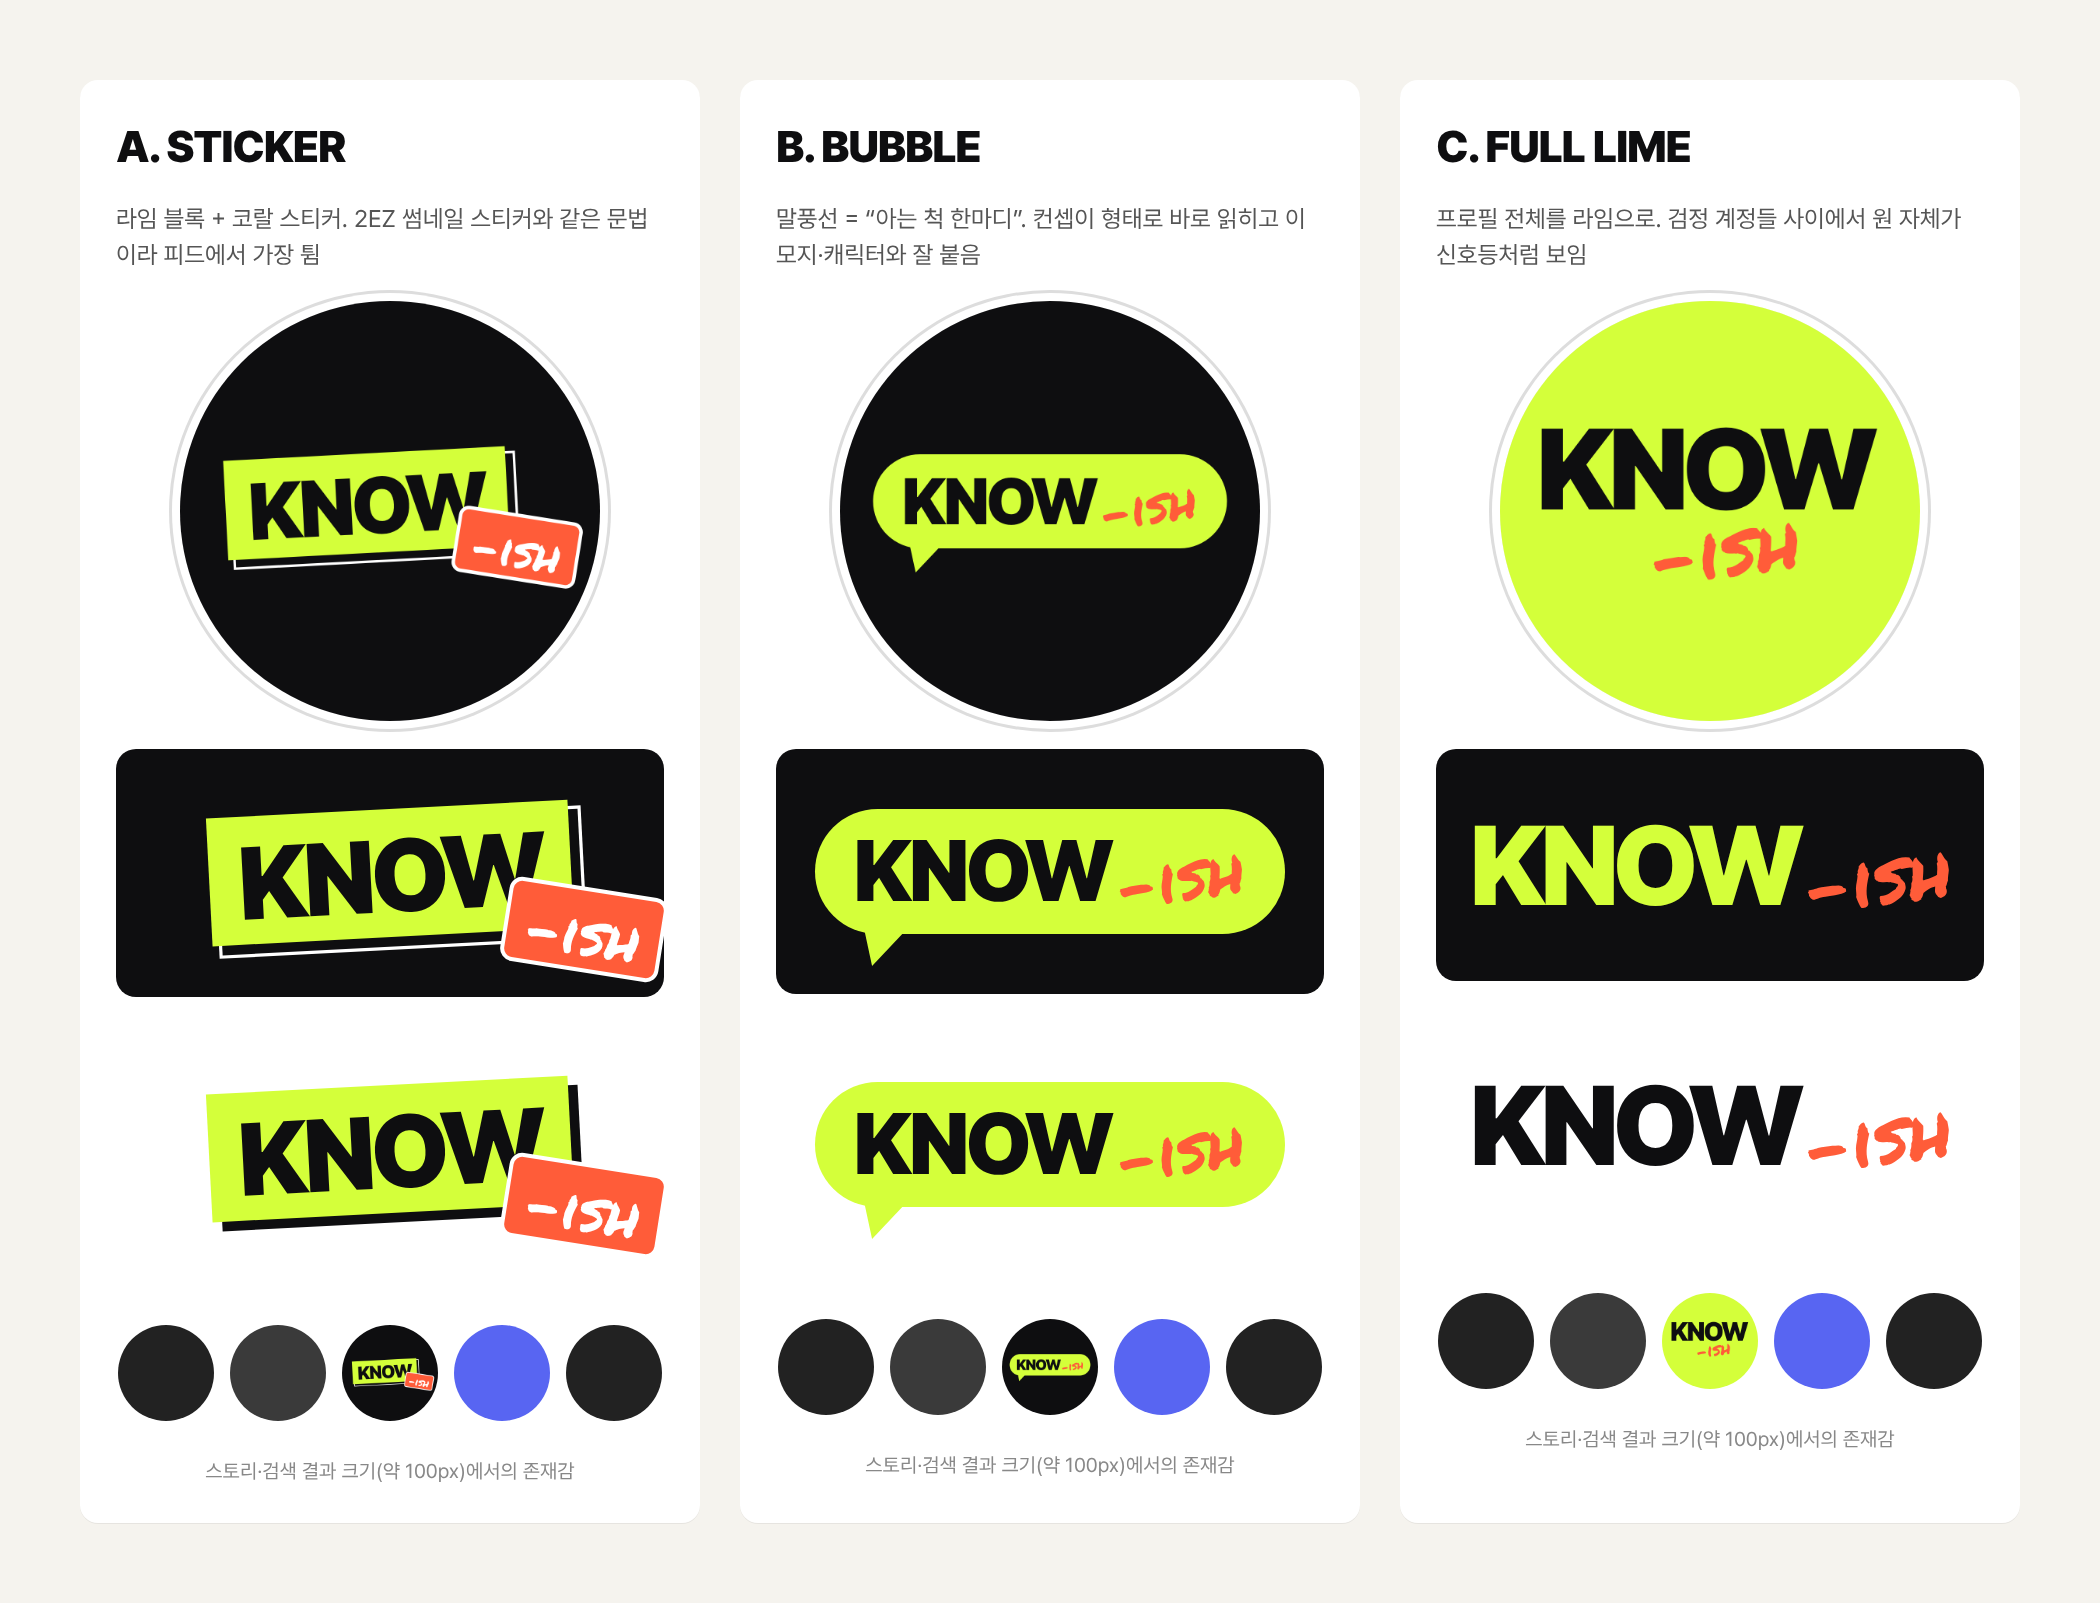 A. STICKER
라임 블록 + 코랄 스티커. 2EZ 썸네일 스티커와 같은 문법
이라 피드에서 가장 튐
KNOW
-ISH
KNOW
-ISH
KNOW
-ISH
KNOW
-ISH
스토리·검색 결과 크기(약 100px)에서의 존재감
B. BUBBLE
말풍선 = “아는 척 한마디”. 컨셉이 형태로 바로 읽히고 이
모지·캐릭터와 잘 붙음
KNOW-ISH
KNOW-ISH
KNOW-ISH
KNOW-ISH
스토리·검색 결과 크기(약 100px)에서의 존재감
C. FULL LIME
프로필 전체를 라임으로. 검정 계정들 사이에서 원 자체가
신호등처럼 보임
KNOW
-ISH
KNOW-ISH
KNOW-ISH
KNOW
-ISH
스토리·검색 결과 크기(약 100px)에서의 존재감